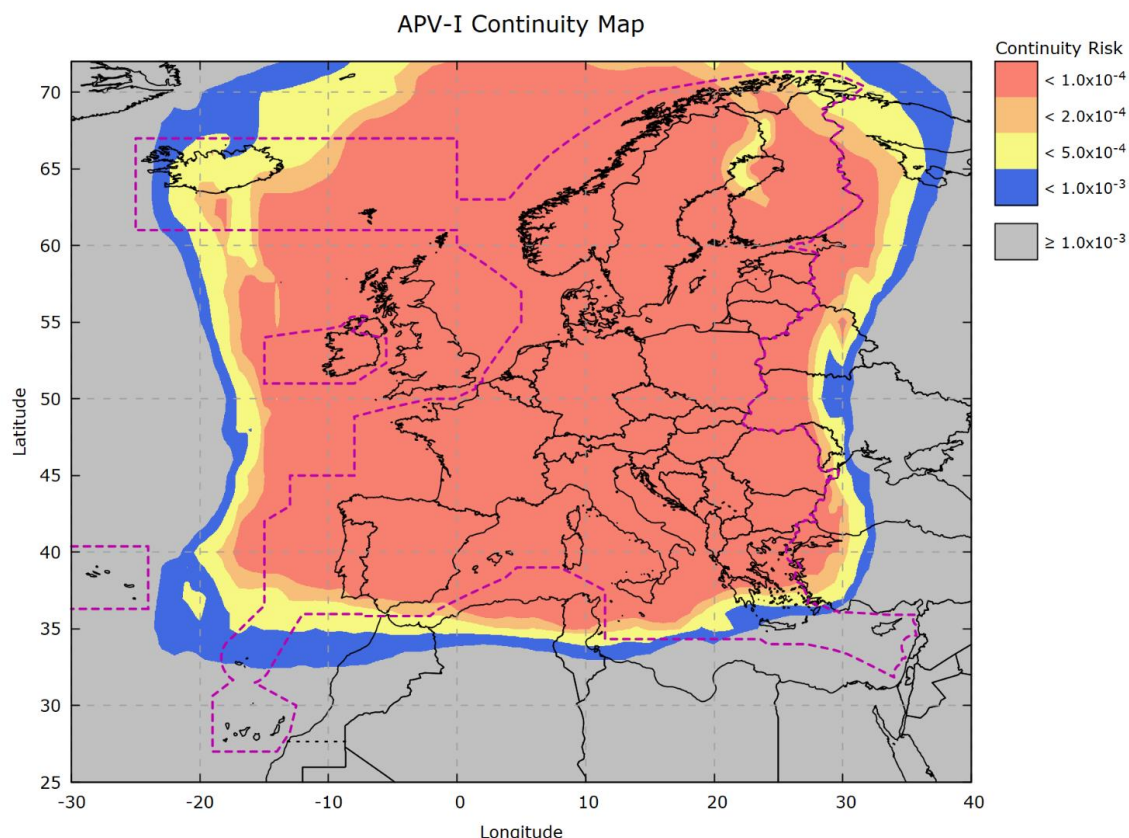 APV-I Continuity Map
Continuity Risk
< 1.0x10⁻⁴
< 2.0x10⁻⁴
< 5.0x10⁻⁴
< 1.0x10⁻³
≥ 1.0x10⁻³
Latitude
70
65
60
55
50
45
40
35
30
25
-30 -20 -10 0 10 20 30 40
Longitude